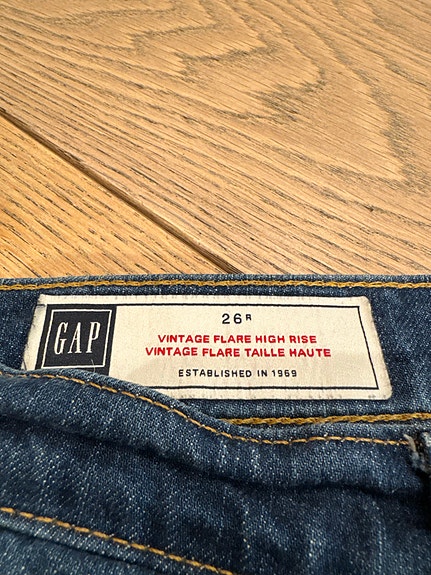 GAP
26R
VINTAGE FLARE HIGH RISE
VINTAGE FLARE TAILLE HAUTE
ESTABLISHED IN 1969